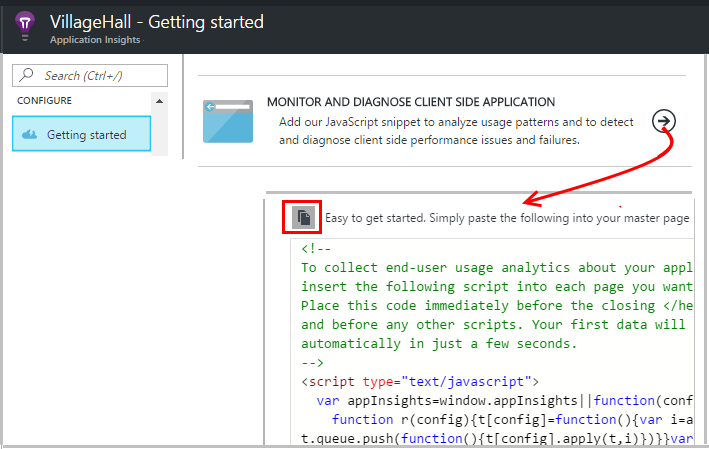 VillageHall - Getting started
Application Insights
Search (Ctrl+/)
CONFIGURE
Getting started
MONITOR AND DIAGNOSE CLIENT SIDE APPLICATION
Add our JavaScript snippet to analyze usage patterns and to detect
and diagnose client side performance issues and failures.
Easy to get started. Simply paste the following into your master page
<!--
To collect end-user usage analytics about your appl
insert the following script into each page you want
Place this code immediately before the closing </he
and before any other scripts. Your first data will
automatically in just a few seconds.
-->
<script type="text/javascript">
var appInsights=window.appInsights||function(conf
function r(config){t[config]=function(){var i=a
t.queue.push(function(){t[config].apply(t,i)})}}var